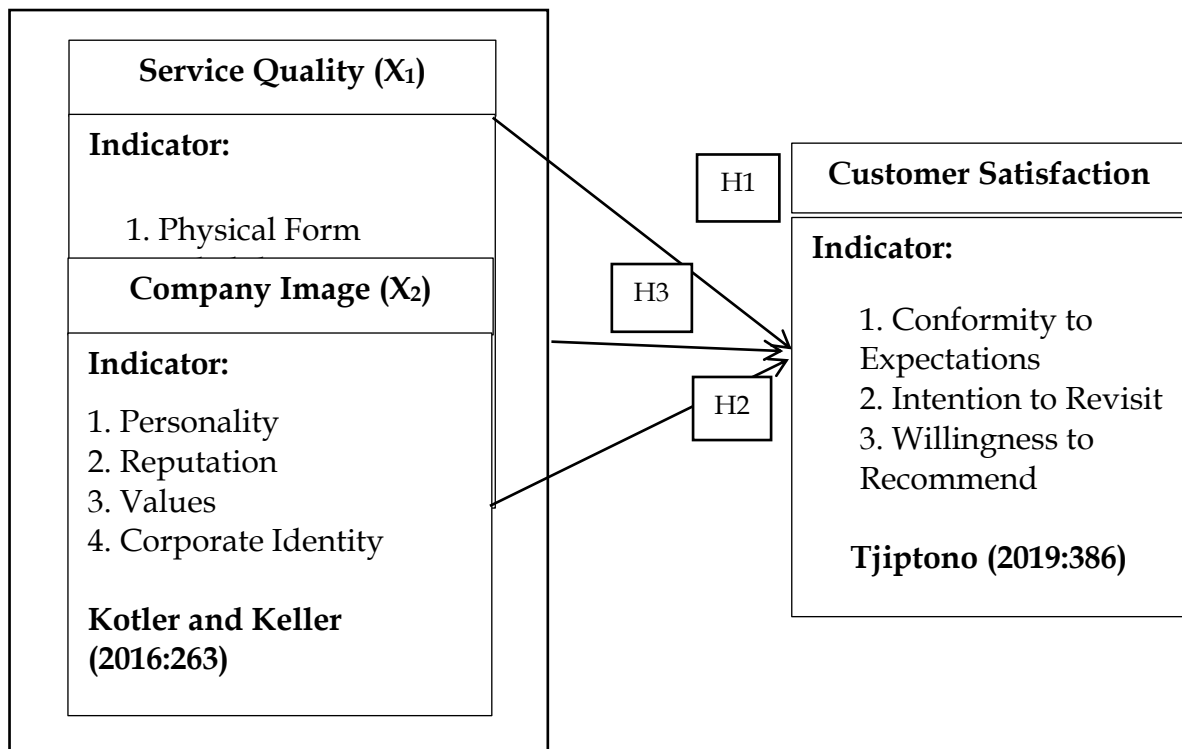 Service Quality (X₁)
Indicator:
1. Physical Form
Company Image (X₂)
Indicator:
1. Personality
2. Reputation
3. Values
4. Corporate Identity
Kotler and Keller
(2016:263)
H1
H3
H2
Customer Satisfaction
Indicator:
1. Conformity to
Expectations
2. Intention to Revisit
3. Willingness to
Recommend
Tjiptono (2019:386)